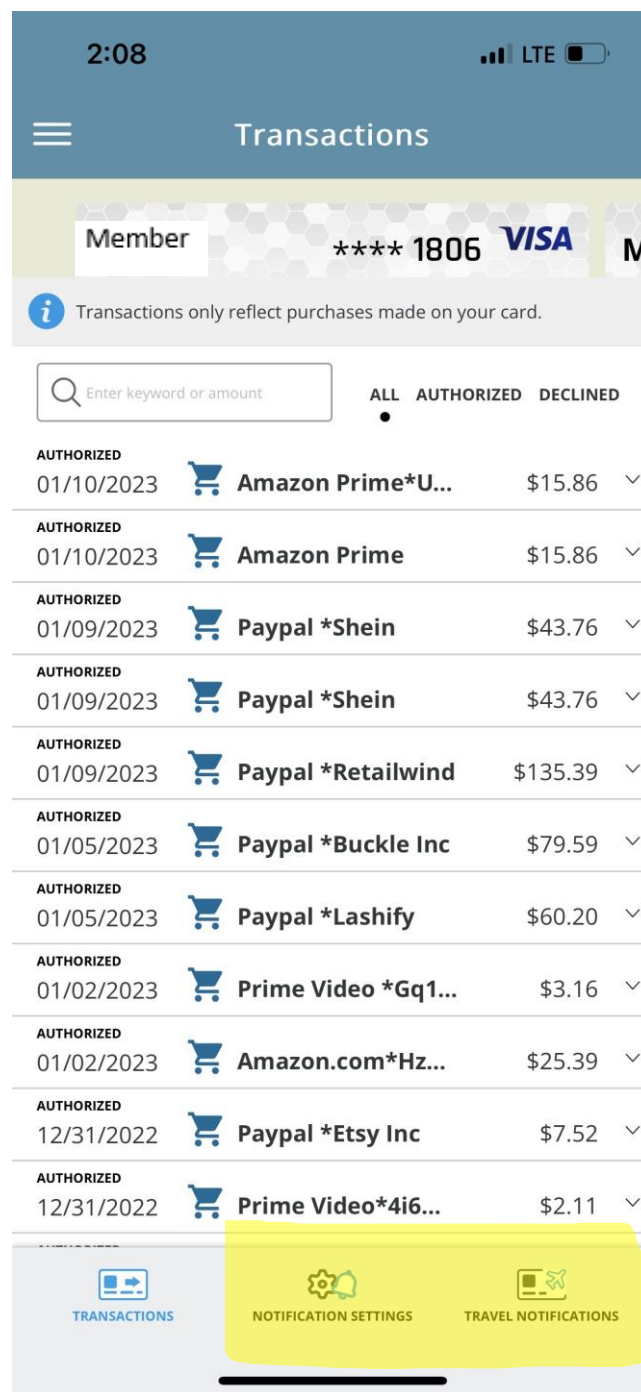 2:08 LTE
Transactions
Member **** 1806 VISA M
i Transactions only reflect purchases made on your card.
Enter keyword or amount ALL AUTHORIZED DECLINED
AUTHORIZED
01/10/2023 Amazon Prime*U... $15.86
AUTHORIZED
01/10/2023 Amazon Prime $15.86
AUTHORIZED
01/09/2023 Paypal *Shein $43.76
AUTHORIZED
01/09/2023 Paypal *Shein $43.76
AUTHORIZED
01/09/2023 Paypal *Retailwind $135.39
AUTHORIZED
01/05/2023 Paypal *Buckle Inc $79.59
AUTHORIZED
01/05/2023 Paypal *Lashify $60.20
AUTHORIZED
01/02/2023 Prime Video *Gq1... $3.16
AUTHORIZED
01/02/2023 Amazon.com*Hz... $25.39
AUTHORIZED
12/31/2022 Paypal *Etsy Inc $7.52
AUTHORIZED
12/31/2022 Prime Video*4i6... $2.11
TRANSACTIONS NOTIFICATION SETTINGS TRAVEL NOTIFICATIONS